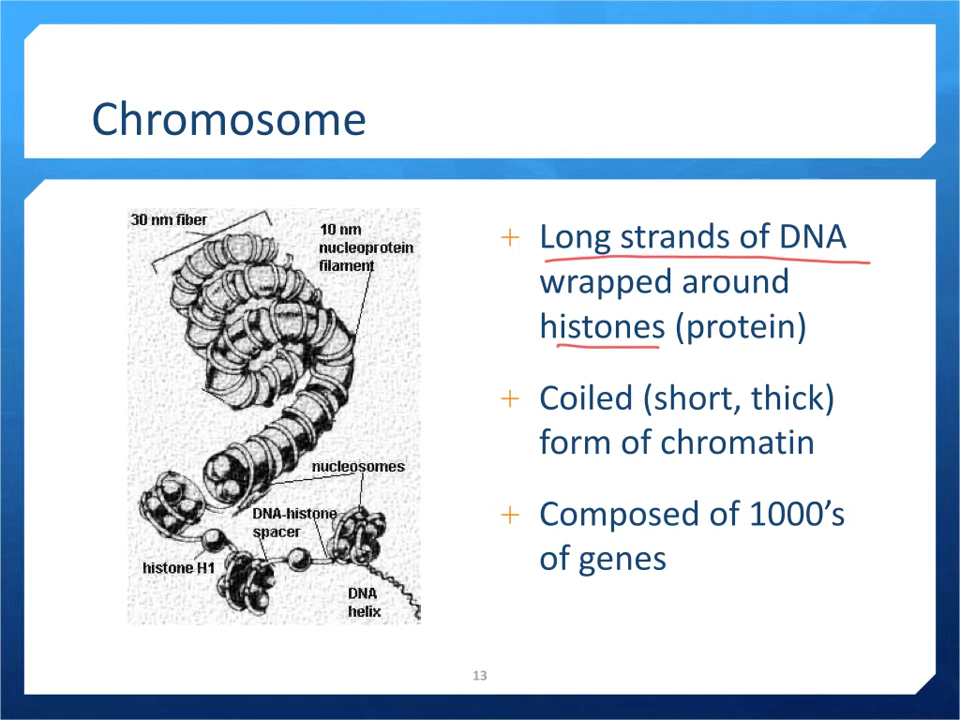 Chromosome
30 nm fiber
10 nm
nucleoprotein
filament
nucleosomes
DNA-histone
spacer
histone H1
DNA
helix
+ Long strands of DNA
wrapped around
histones (protein)
+ Coiled (short, thick)
form of chromatin
+ Composed of 1000’s
of genes
13